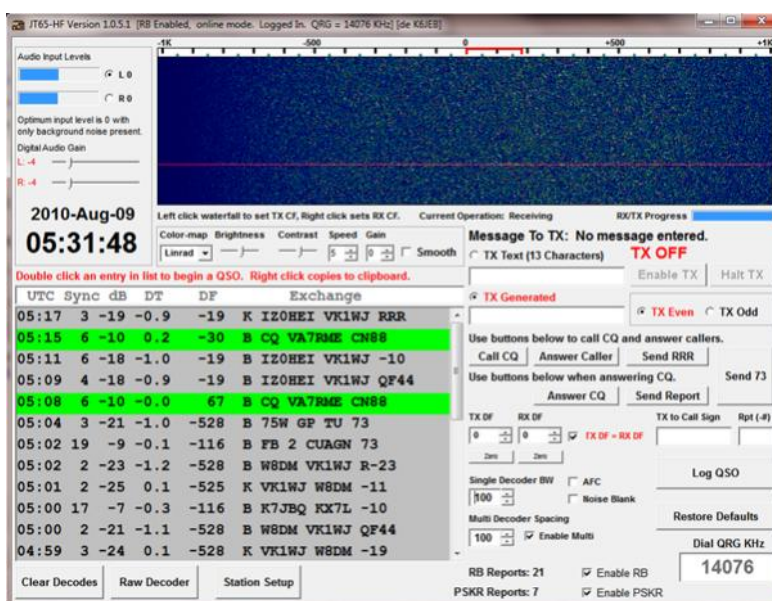 JT65-HF Version 1.0.5.1 [RB Enabled, online mode. Logged In. QRG = 14076 KHz] [de K6JEB]
-1K -500 0 +500 +1K
Audio Input Levels
L 0
R 0
Optimum input level is 0 with
only background noise present.
Digital Audio Gain
L: -4
R: -4
2010-Aug-09
05:31:48
Left click waterfall to set TX CF, Right click sets RX CF. Current Operation: Receiving RX/TX Progress
Color-map Brightness Contrast Speed Gain
Linrad 5 0 Smooth
Double click an entry in list to begin a QSO. Right click copies to clipboard.
UTC Sync dB DT DF Exchange
05:17 3 -19 -0.9 -19 K IZ0HEI VK1WJ RRR
05:15 6 -10 0.2 -30 B CQ VA7RME CN88
05:11 6 -18 -1.0 -19 B IZ0HEI VK1WJ -10
05:09 4 -18 -0.9 -19 B IZ0HEI VK1WJ QF44
05:08 6 -10 -0.0 67 B CQ VA7RME CN88
05:04 3 -21 -1.0 -528 B 75W GP TU 73
05:02 19 -9 -0.1 -116 B FB 2 CUAGN 73
05:02 2 -23 -1.2 -528 B W8DM VK1WJ R-23
05:01 2 -25 0.1 -525 K VK1WJ W8DM -11
05:00 17 -7 -0.3 -116 B K7JBQ KX7L -10
05:00 2 -21 -1.1 -528 B W8DM VK1WJ QF44
04:59 3 -24 0.1 -528 K VK1WJ W8DM -19
Clear Decodes Raw Decoder Station Setup
Message To TX: No message entered.
TX Text (13 Characters) TX OFF
Enable TX Halt TX
TX Generated
TX Even TX Odd
Use buttons below to call CQ and answer callers.
Call CQ Answer Caller Send RRR
Use buttons below when answering CQ. Send 73
Answer CQ Send Report
TX DF RX DF TX to Call Sign Rpt (-#)
0 0 TX DF = RX DF
Zero Zero
Single Decoder BW AFC Log QSO
100 Noise Blank
Multi Decoder Spacing Restore Defaults
100 Enable Multi
Dial QRG KHz
14076
RB Reports: 21 Enable RB
PSKR Reports: 7 Enable PSKR